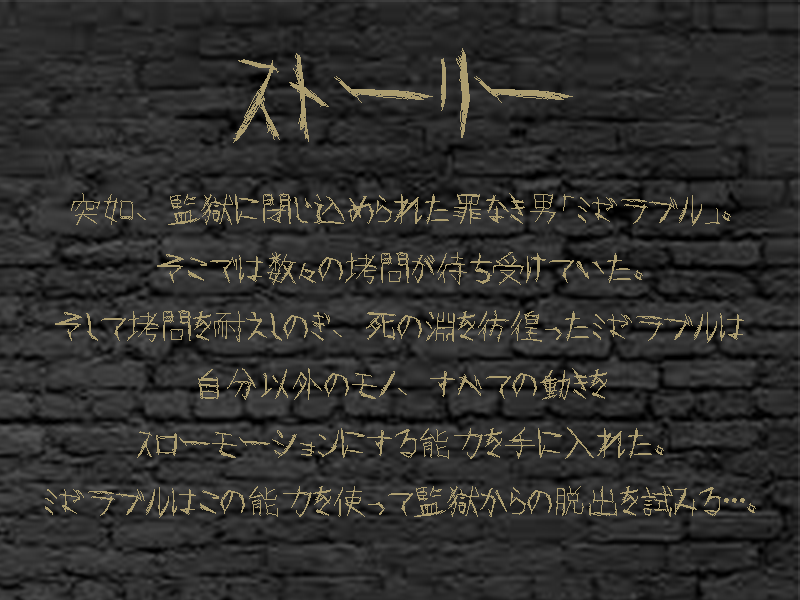 ストーリー
突如、監獄に閉じ込められた罪なき男「ミゼラブル」。
そこでは数々の拷問が待ち受けていた。
そして拷問を耐えしのぎ、死の淵を彷徨ったミゼラブルは
自分以外のモノ、すべての動きを
スローモーションにする能力を手に入れた。
ミゼラブルはこの能力を使って監獄からの脱出を試みる…。